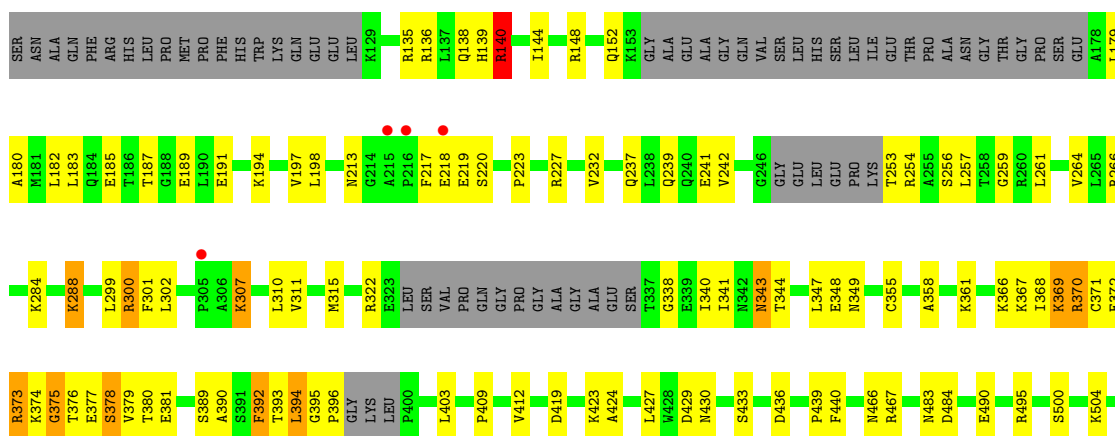 SER ASN ALA GLN PHE ARG HIS LEU PRO MET PRO PHE HIS TRP LYS GLN GLU GLU LEU K129 R135 R136 L137 Q138 H139 R140 I144 R148 Q152 K153 GLY ALA GLU ALA GLY GLN VAL SER LEU HIS SER LEU ILE GLU THR PRO ALA ASN GLY THR GLY PRO SER GLU A178 L179
A180 M181 L182 L183 Q184 E185 T186 T187 G188 E189 L190 E191 K194 V197 L198 N213 G214 A215 P216 F217 E218 E219 S220 P223 R227 V232 Q237 L238 Q239 Q240 E241 V242 G246 GLY GLU LEU GLU PRO LYS T253 R254 A255 S256 L257 T258 G259 R260 L261 V264 L265 R266
K284 K288 L299 R300 F301 L302 P305 A306 K307 L310 V311 M315 R322 E323 LEU SER VAL PRO GLN GLY PRO GLY ALA GLY ALA GLU SER T337 G338 E339 I340 I341 N342 N343 T344 L347 E348 N349 C355 A358 K361 K366 K367 I368 K369 R370 C371 E372
R373 K374 G375 T376 E377 S378 V379 T380 E381 S389 A390 S391 F392 T393 L394 G395 P396 GLY LYS LEU P400 L403 P409 V412 D419 K423 A424 L427 W428 D429 N430 S433 D436 P439 F440 N466 R467 N483 D484 E490 R495 S500 K504